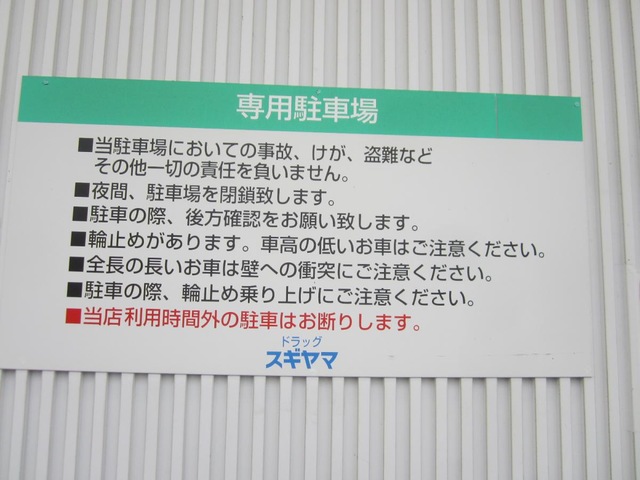 専用駐車場
■当駐車場においての事故、けが、盗難など
その他一切の責任を負いません。
■夜間、駐車場を閉鎖致します。
■駐車の際、後方確認をお願い致します。
■輪止めがあります。車高の低いお車はご注意ください。
■全長の長いお車は壁への衝突にご注意ください。
■駐車の際、輪止め乗り上げにご注意ください。
■当店利用時間外の駐車はお断りします。
ドラッグ
スギヤマ